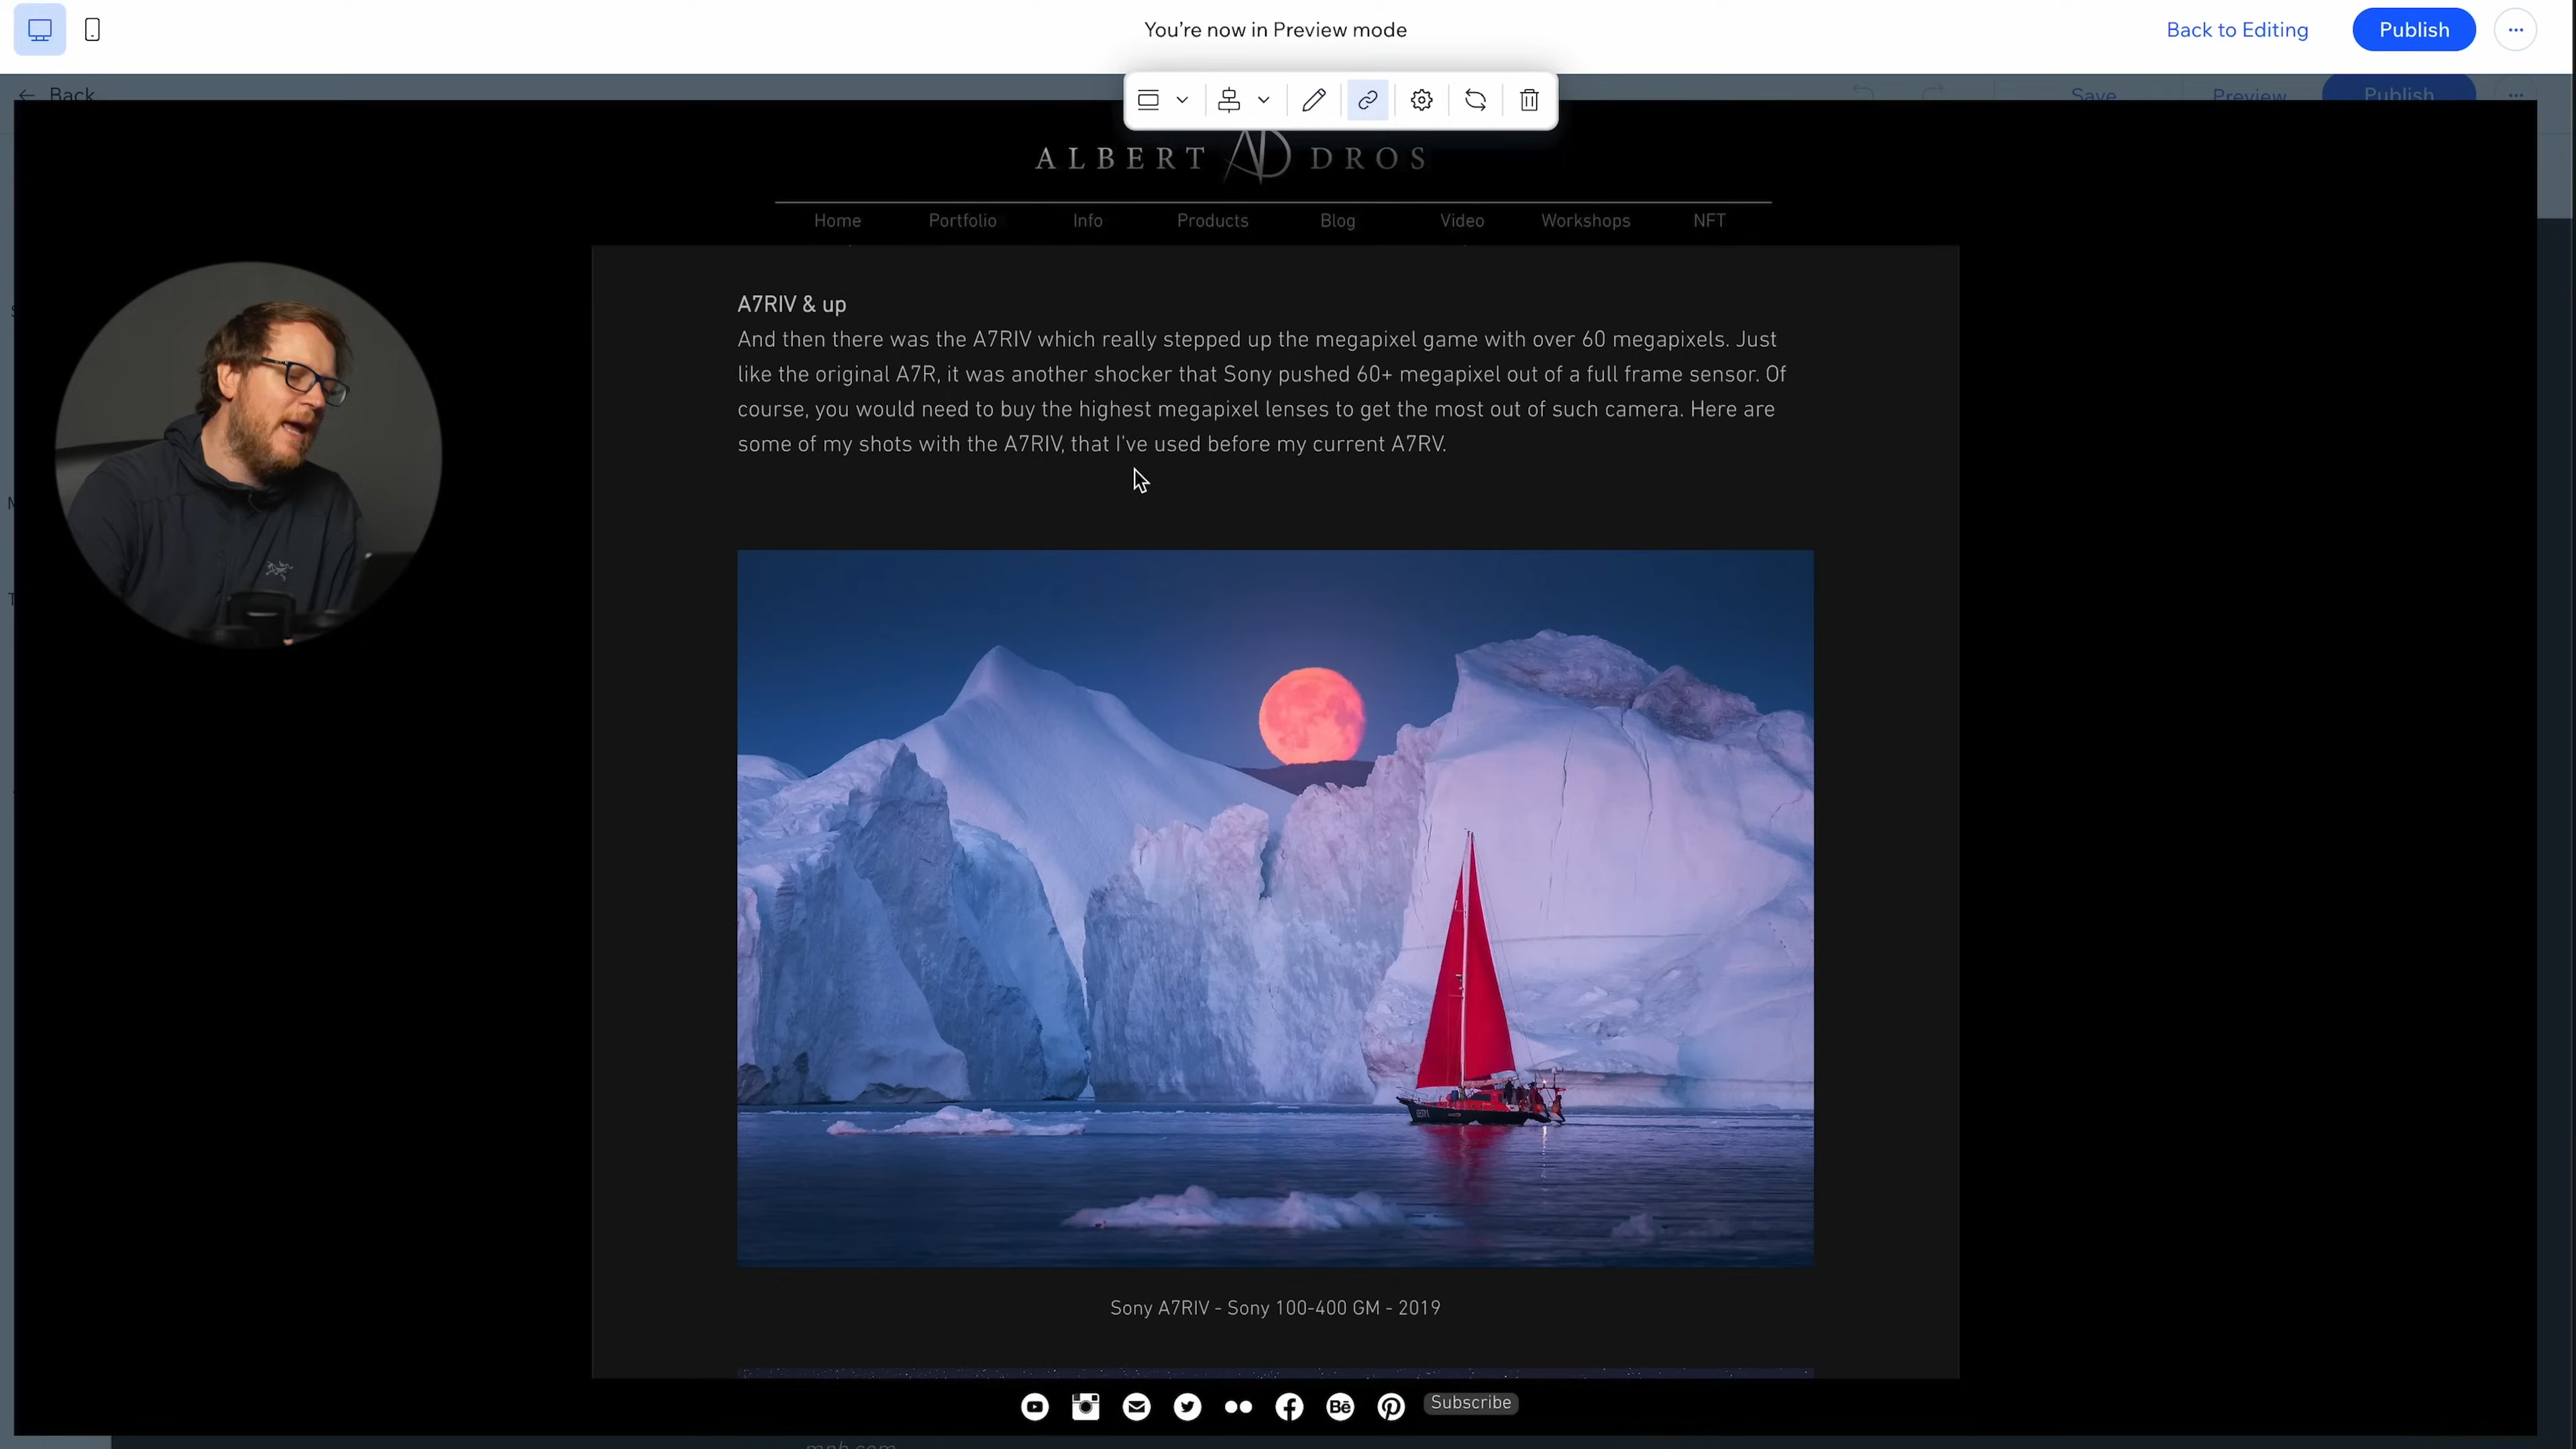 You're now in Preview mode
Back to Editing
Publish
Back
Save
Preview
Publish
ALBERT AD DROS
Home
Portfolio
Info
Products
Blog
Video
Workshops
NFT
A7RIV & up
And then there was the A7RIV which really stepped up the megapixel game with over 60 megapixels. Just
like the original A7R, it was another shocker that Sony pushed 60+ megapixel out of a full frame sensor. Of
course, you would need to buy the highest megapixel lenses to get the most out of such camera. Here are
some of my shots with the A7RIV, that I've used before my current A7RV.
Sony A7RIV - Sony 100-400 GM - 2019
Bē
Subscribe